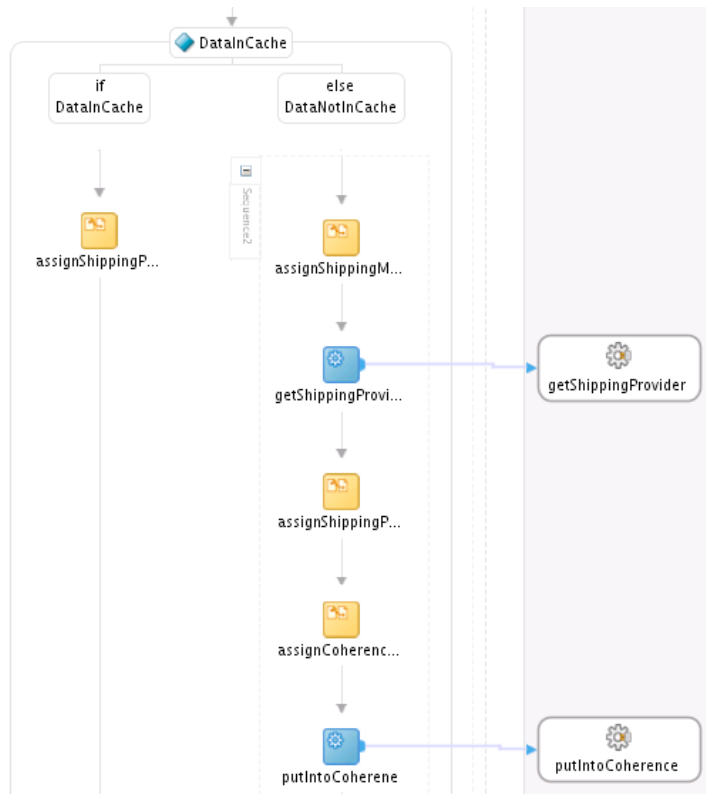 DataInCache
if
DataInCache
else
DataNotInCache
Sequence2
assignShippingP...
assignShippingM...
getShippingProvi...
getShippingProvider
assignShippingP...
assignCoherenc...
putIntoCoherene
putIntoCoherence